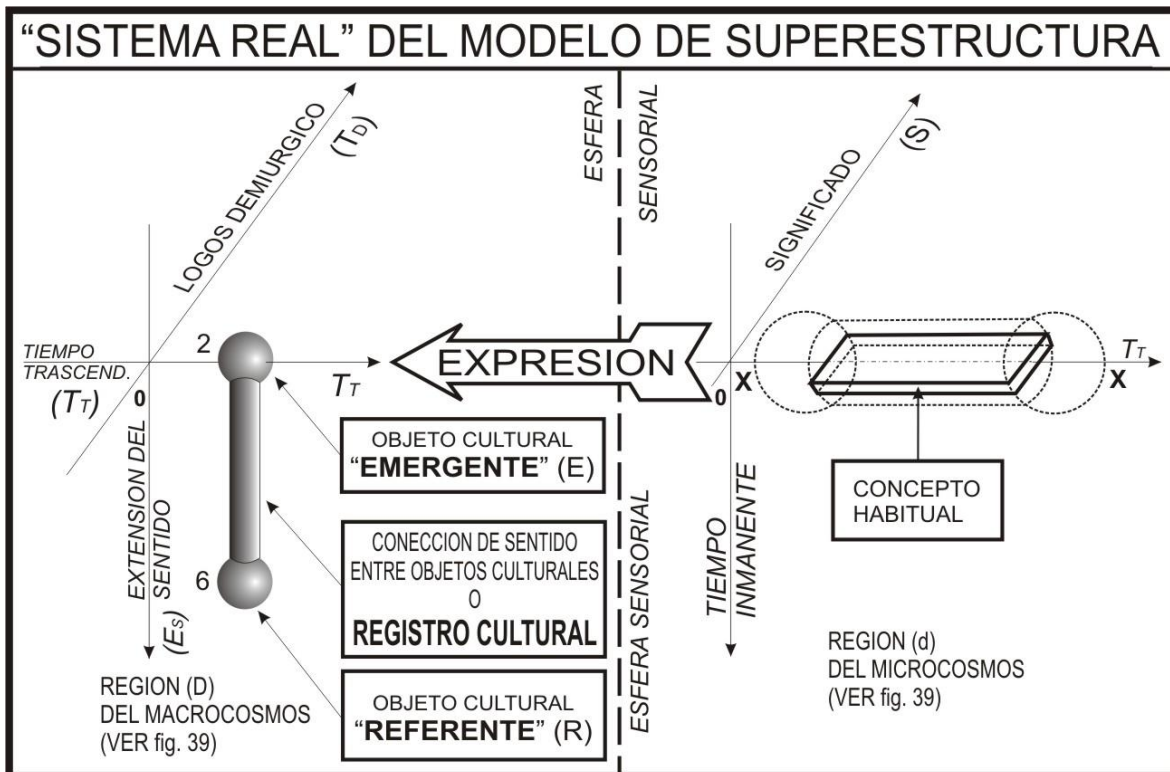 “SISTEMA REAL” DEL MODELO DE SUPERESTRUCTURA
LOGOS DEMIURGICO
(TD)
TIEMPO
TRASCEND.
(TT)
0
2
TT
6
EXTENSION DEL
SENTIDO
(ES)
REGION (D)
DEL MACROCOSMOS
(VER fig. 39)
OBJETO CULTURAL
“EMERGENTE” (E)
CONECCION DE SENTIDO
ENTRE OBJETOS CULTURALES
O
REGISTRO CULTURAL
OBJETO CULTURAL
“REFERENTE” (R)
EXPRESION
ESFERA
SENSORIAL
ESFERA SENSORIAL
SIGNIFICADO
(S)
0
X
X
TT
CONCEPTO
HABITUAL
TIEMPO
INMANENTE
REGION (d)
DEL MICROCOSMOS
(VER fig. 39)